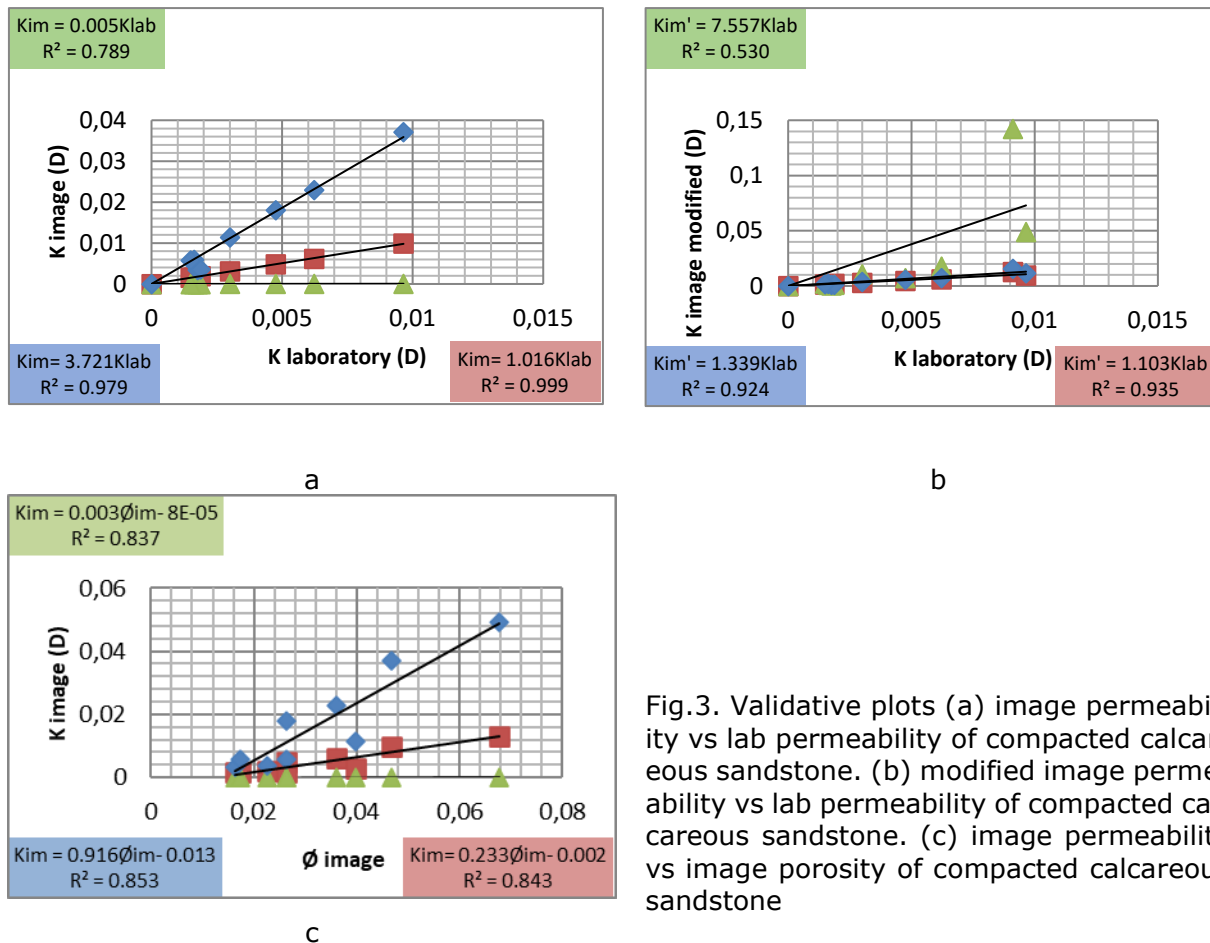 Kim = 0.005Klab
R² = 0.789
0,04
0,03
0,02
0,01
0
K image (D)
0
0,005
0,01
0,015
K laboratory (D)
Kim= 3.721Klab
R² = 0.979
Kim= 1.016Klab
R² = 0.999
a
Kim' = 7.557Klab
R² = 0.530
0,15
0,1
0,05
0
K image modified (D)
0
0,005
0,01
0,015
K laboratory (D)
Kim' = 1.339Klab
R² = 0.924
Kim' = 1.103Klab
R² = 0.935
b
Kim = 0.003Øim- 8E-05
R² = 0.837
0,06
0,04
0,02
0
K image (D)
0
0,02
0,04
0,06
0,08
Ø image
Kim = 0.916Øim- 0.013
R² = 0.853
Kim= 0.233Øim- 0.002
R² = 0.843
c
Fig.3. Validative plots (a) image permeabi
ity vs lab permeability of compacted calca
eous sandstone. (b) modified image perme
ability vs lab permeability of compacted ca
careous sandstone. (c) image permeabilit
vs image porosity of compacted calcareou
sandstone